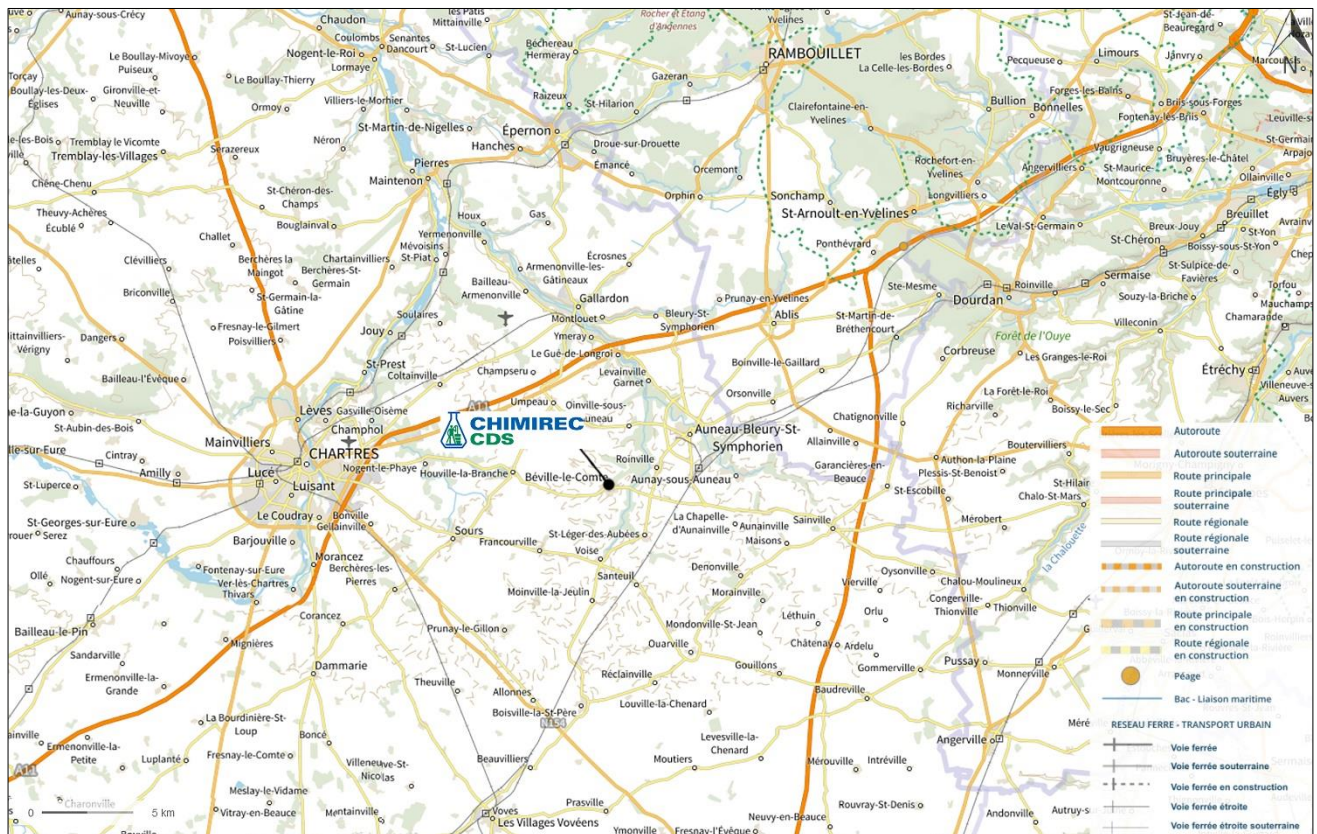 Aunay-sous-Crécy
Chaudon
les Patis
Mittainville
Rocher et Étang
d'Angennes
en-
Yvelines
St-Jean-de-
Beauregard
Le Boullay-Mivoye
Puiseux
Coulombs
Senantes
Dancourt
St-Lucien
Béchereau
Hermeray
RAMBOUILLET
les Bordes
La Celle-les-Bordes
Limours
Pecqueuse
Janvry
Marcoussis
N
Nogent-le-Roi
Lormaye
Le Boullay-Thierry
Gazeran
Torçay
Boullay-les-Deux-
Églises
Gironville-et-
Neuville
Ormoy
Villiers-le-Morhier
Raizeux
St-Hilarion
Clairefontaine-en-
Yvelines
Bullion
Bonnelles
Forges-les-Bains
Briis-sous-Forges
Fontenay-les-Briis
St-Martin-de-Nigelles
Épernon
Hanches
Droue-sur-Drouette
Tremblay le Vicomte
Tremblay-les-Villages
Serazereux
Néron
Pierres
Maintenon
Émancé
Orcemont
Orphin
Rochefort-en-
Yvelines
Longvilliers
Angervilliers
Vaugrigneuse
St-Maurice-
Montcouronne
Bruyères-le-Châtel
Ollainville
Égly
Chêne-Chenu
St-Chéron-des-
Champs
Bouglainval
Sonchamp
St-Arnoult-en-Yvelines
Theuvy-Achères
Écublé
Challet
Houx
Yermenonville
Gas
Ponthévrard
Le Val-St-Germain
Breuillet
Breux-Jouy
St-Yon
St-Chéron
Boissy-sous-St-Yon
Clévilliers
Berchères la
Maingot
Chartainvilliers
Berchères-St-
Germain
Mévoisins
St-Piat
Écrosnes
Armenonville-les-
Gâtineaux
Bailleau-
Armenonville
Sermaise
St-Sulpice-de-
Favières
Briconville
St-Germain-la-
Gâtine
Gallardon
Prunay-en-Yvelines
Ste-Mesme
Dourdan
Roinville
Souzy-la-Briche
Torfou
Mauchamps
Chamarande
Fresnay-le-Gilmert
Poisvilliers
Soulaires
Jouy
Montlouet
Ymeray
Bleury-St-
Symphorien
Ablis
St-Martin-de-
Bréthencourt
Villeconin
Forêt de l'Ouye
Dangers
Vérigny
St-Prest
Coltainville
Le Gué-de-Longroi
Champseru
Levainville
Garnet
Boinville-le-Gaillard
Corbreuse
Les Granges-le-Roi
Étréchy
Bailleau-l'Évêque
Lèves
Gasville-Oisème
Champhol
A11
Umpeau
Oinville-sous-
Auneau
Orsonville
La Forêt-le-Roi
Richarville
Boissy-le-Sec
Villeneuve-s-
Auvers
St-Aubin-des-Bois
Mainvilliers
CHARTRES
CHIMIREC
CDS
Auneau-Bleury-St-
Symphorien
Chatignonville
Allainville
Boutervilliers
Cintray
Amilly
Lucé
Luisant
Nogent-le-Phaye
Houville-la-Branche
Béville-le-Comte
Roinville
Aunay-sous-Auneau
Garancières-en-
Beauce
Authon-la-Plaine
Plessis-St-Benoist
St-Hilaire
Chalo-St-Mars
St-Luperce
Le Coudray
Bonville
Gellainville
St-Escobille
St-Georges-sur-Eure
Serez
Barjouville
Sours
Francourville
St-Léger-des-Aubées
Voise
La Chapelle-
d'Aunainville
Aunainville
Maisons
Sainville
Mérobert
la Chalouette
Chauffours
Nogent-sur-Eure
Ollé
Fontenay-sur-Eure
Ver-lès-Chartres
Thivars
Morancez
Berchères-les-
Pierres
Santeuil
Denonville
Oysonville
Chalou-Moulineux
Congerville-
Thionville
Thionville
Moinville-la-Jeulin
Morainville
Vierville
Bailleau-le-Pin
Mignières
Corancez
Prunay-le-Gillon
Mondonville-St-Jean
Léthuin
Orlu
Ouarville
Châtenay
Ardelu
Sandarville
Ermenonville-la-
Grande
Dammarie
Theuville
Réclainville
Gouillons
Gommerville
Pussay
Monnerville
Allonnes
Boisville-la-St-Père
N154
Louville-la-Chenard
Baudreville
La Bourdinière-St-
Loup
Boncé
Levesville-la-
Chenard
Angerville
Ermenonville-la-
Petite
Luplanté
Fresnay-le-Comte
Villeneuve-St-
Nicolas
Beauvilliers
Moutiers
Mérouville
Intréville
A11
Meslay-le-Vidame
Charonville
Vitray-en-Beauce
Mentainville
Voves
Les Villages Vovéens
Prasville
Ymonville
Fresnay-l'Évêque
Neuvy-en-Beauce
Rouvray-St-Denis
Andonville
0 5 km
Autoroute
Autoroute souterraine
Route principale
Route principale
souterraine
Route régionale
Route régionale
souterraine
Autoroute en construction
Autoroute souterraine
en construction
Route principale
en construction
Route régionale
en construction
Péage
Bac - Liaison maritime
RESEAU FERRE - TRANSPORT URBAIN
Voie ferrée
Voie ferrée souterraine
Voie ferrée en construction
Voie ferrée étroite
Voie ferrée étroite souterraine